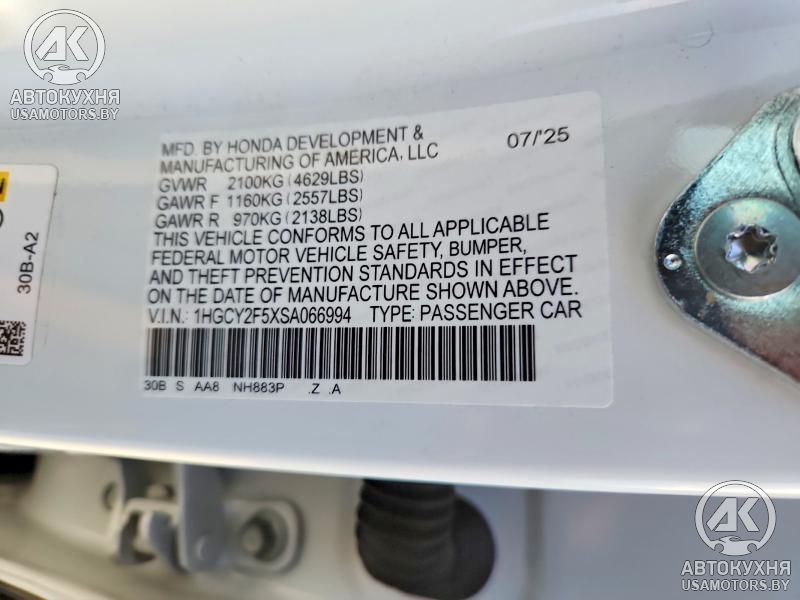 AK
АВТОКУХНЯ
USAMOTORS.BY
MFD. BY HONDA DEVELOPMENT &
MANUFACTURING OF AMERICA, LLC
07/'25
GVWR 2100KG (4629LBS)
GAWR F 1160KG (2557LBS)
GAWR R 970KG (2138LBS)
THIS VEHICLE CONFORMS TO ALL APPLICABLE
FEDERAL MOTOR VEHICLE SAFETY, BUMPER,
AND THEFT PREVENTION STANDARDS IN EFFECT
ON THE DATE OF MANUFACTURE SHOWN ABOVE.
V.I.N.: 1HGCY2F5XSA066994 TYPE: PASSENGER CAR
30B S AA8 NH883P .Z .A
30B-A2
AK
АВТОКУХНЯ
USAMOTORS.BY